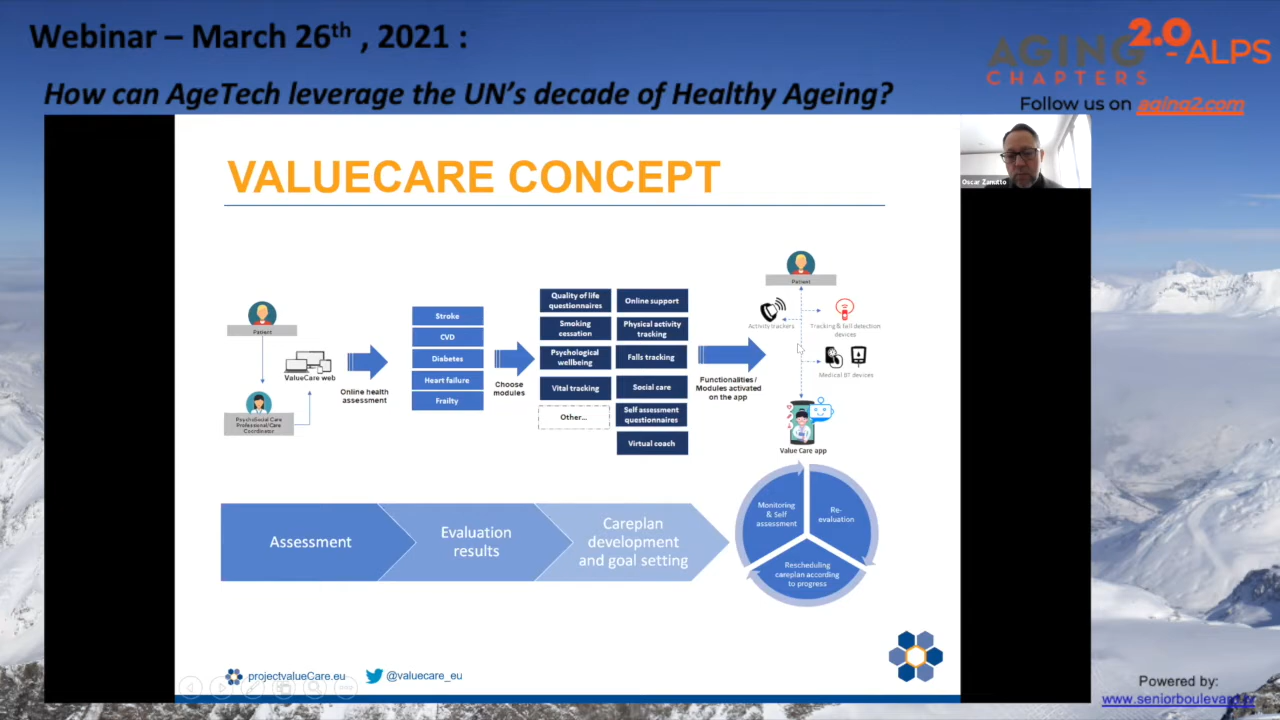 Webinar – March 26th , 2021 :
How can AgeTech leverage the UN's decade of Healthy Ageing?
AGING 2.0 - ALPS
CHAPTERS
Follow us on aging2.com
Oscar Zanutto
VALUECARE CONCEPT
Patient
ValueCare web
PsychoSocial Care
Professional/Care
Coordinator
Online health
assessment
Stroke
CVD
Diabetes
Heart failure
Frailty
Choose
modules
Quality of life
questionnaires
Smoking
cessation
Psychological
wellbeing
Vital tracking
Other...
Online support
Physical activity
tracking
Falls tracking
Social care
Self assessment
questionnaires
Virtual coach
Functionalities /
Modules activated
on the app
Patient
Activity trackers
Tracking & fall detection
devices
Medical BT devices
Value Care app
Assessment
Evaluation
results
Careplan
development
and goal setting
Monitoring
& Self
assessment
Re-
evaluation
Rescheduling
careplan according
to progress
projectvalueCare.eu
@valuecare_eu
Powered by: